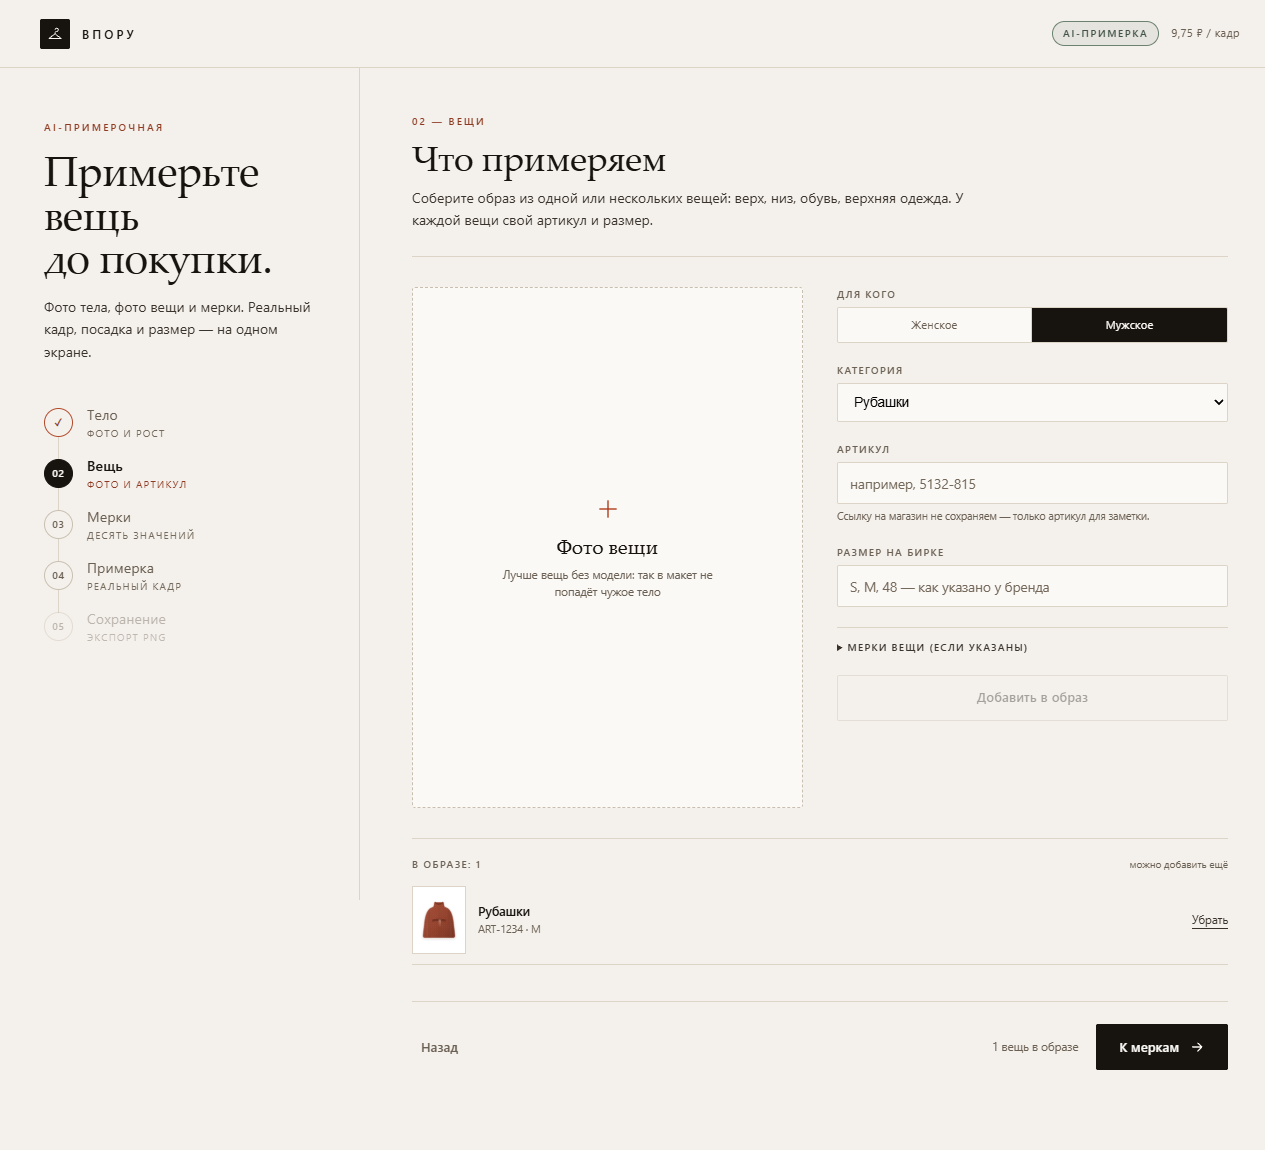 ВПОРУ
AI-ПРИМЕРКА
9,75 ₽ / кадр
AI-ПРИМЕРОЧНАЯ
Примерьте
вещь
до покупки.
Фото тела, фото вещи и мерки. Реальный
кадр, посадка и размер — на одном
экране.
✓
Тело
ФОТО И РОСТ
02
Вещь
ФОТО И АРТИКУЛ
03
Мерки
ДЕСЯТЬ ЗНАЧЕНИЙ
04
Примерка
РЕАЛЬНЫЙ КАДР
05
Сохранение
ЭКСПОРТ PNG
02 — ВЕЩИ
Что примеряем
Соберите образ из одной или нескольких вещей: верх, низ, обувь, верхняя одежда. У
каждой вещи свой артикул и размер.
Фото вещи
Лучше вещь без модели: так в макет не
попадёт чужое тело
ДЛЯ КОГО
Женское
Мужское
КАТЕГОРИЯ
Рубашки
АРТИКУЛ
например, 5132-815
Ссылку на магазин не сохраняем — только артикул для заметки.
РАЗМЕР НА БИРКЕ
S, M, 48 — как указано у бренда
МЕРКИ ВЕЩИ (ЕСЛИ УКАЗАНЫ)
Добавить в образ
В ОБРАЗЕ: 1
можно добавить ещё
Рубашки
ART-1234 · M
Убрать
Назад
1 вещь в образе
К меркам →